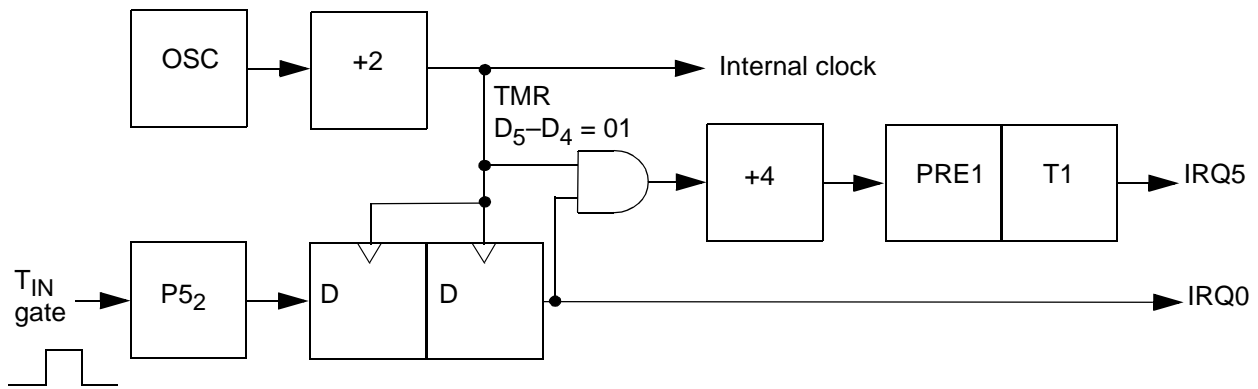 OSC
+2
Internal clock
TMR
D5–D4 = 01
+4
PRE1
T1
IRQ5
TIN
gate
P52
D
D
IRQ0